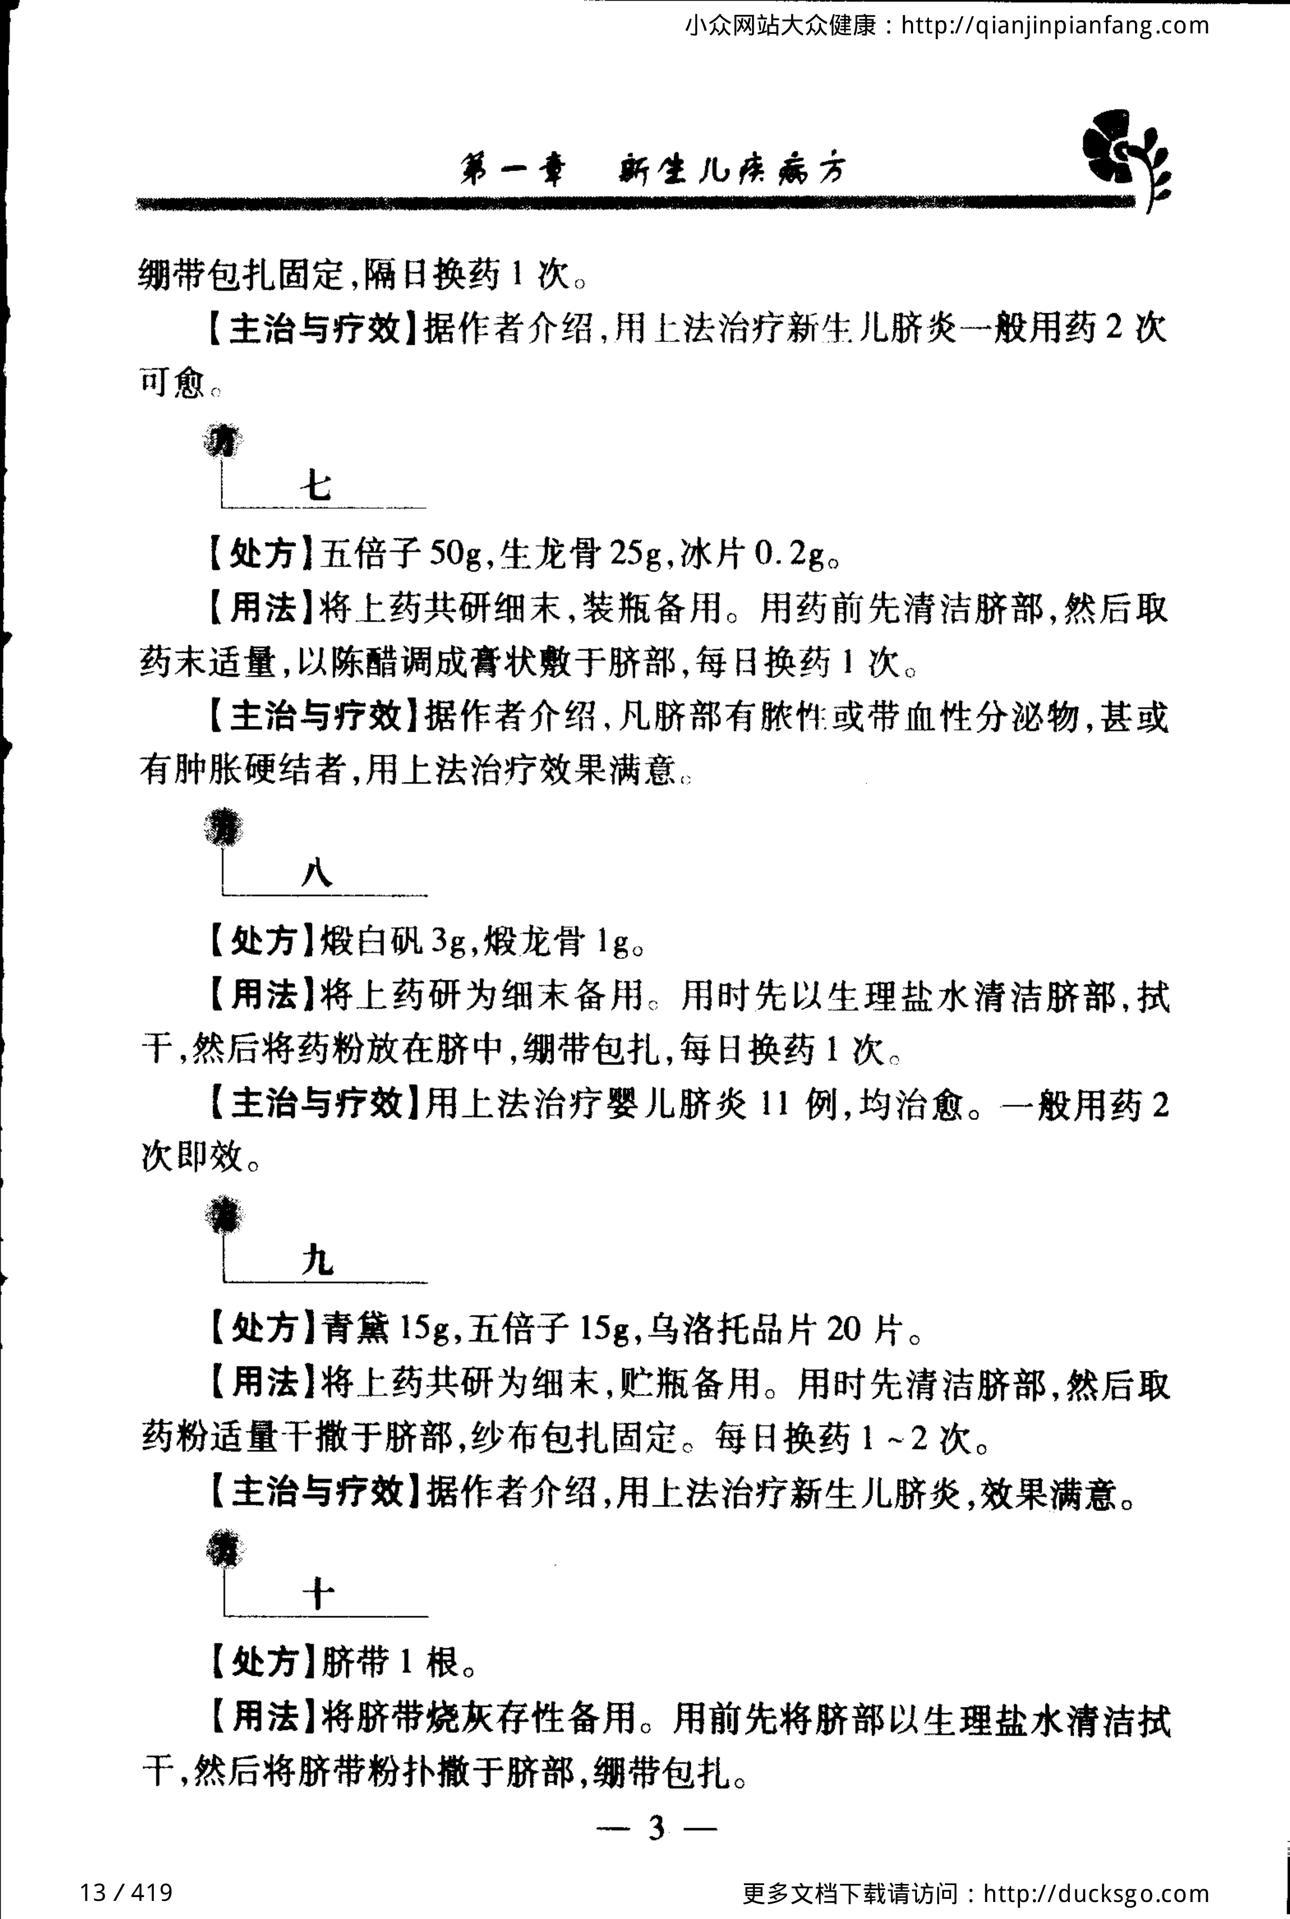 小众网站大众健康：http://qianjinpianfang.com
第一章 新生儿疾病方
绷带包扎固定,隔日换药 1 次。
【主治与疗效】据作者介绍,用上法治疗新生儿脐炎一般用药 2 次
可愈。
方
七
【处方】五倍子 50g,生龙骨 25g,冰片 0.2g。
【用法】将上药共研细末,装瓶备用。用药前先清洁脐部,然后取
药末适量,以陈醋调成膏状敷于脐部,每日换药 1 次。
【主治与疗效】据作者介绍,凡脐部有脓性或带血性分泌物,甚或
有肿胀硬结者,用上法治疗效果满意。
方
八
【处方】煅白矾 3g,煅龙骨 1g。
【用法】将上药研为细末备用。用时先以生理盐水清洁脐部,拭
干,然后将药粉放在脐中,绷带包扎,每日换药 1 次。
【主治与疗效】用上法治疗婴儿脐炎 11 例,均治愈。一般用药 2
次即效。
方
九
【处方】青黛 15g,五倍子 15g,乌洛托品片 20 片。
【用法】将上药共研为细末,贮瓶备用。用时先清洁脐部,然后取
药粉适量干撒于脐部,纱布包扎固定。每日换药 1~2 次。
【主治与疗效】据作者介绍,用上法治疗新生儿脐炎,效果满意。
方
十
【处方】脐带 1 根。
【用法】将脐带烧灰存性备用。用前先将脐部以生理盐水清洁拭
干,然后将脐带粉扑撒于脐部,绷带包扎。
— 3 —
13 / 419
更多文档下载请访问：http://ducksgo.com